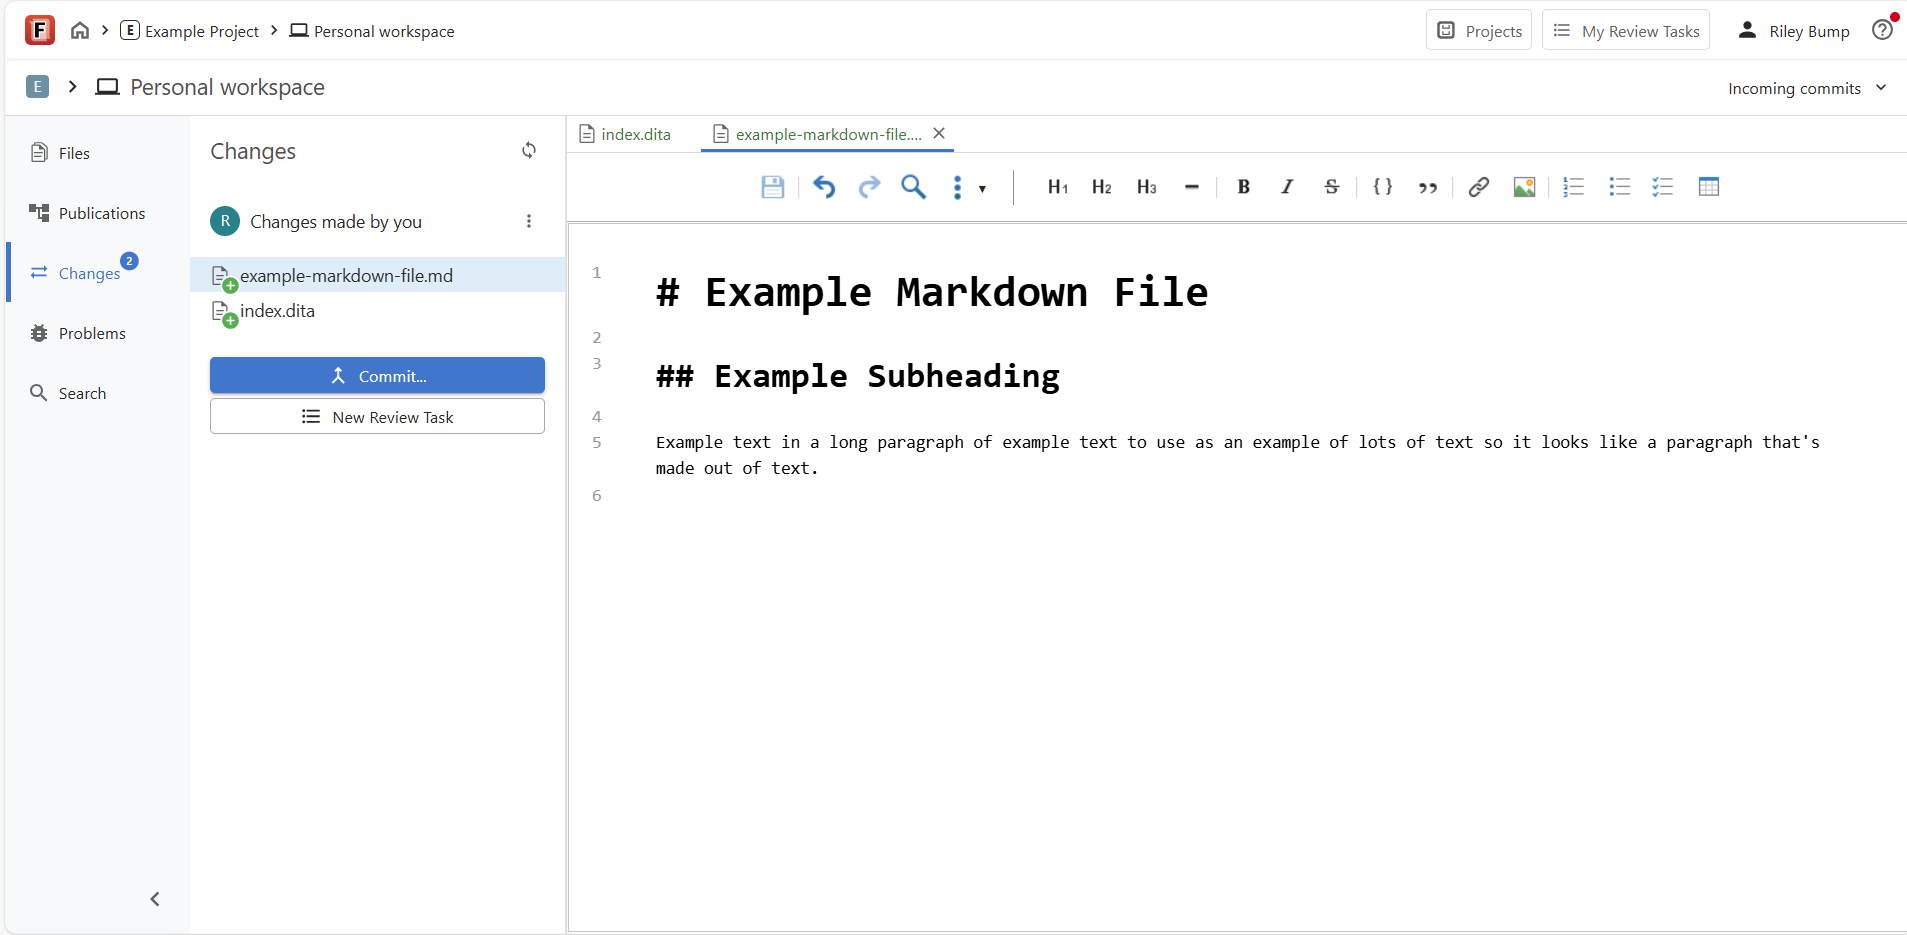 F
E Example Project
Personal workspace
Projects
My Review Tasks
Riley Bump
E
Personal workspace
Incoming commits
Files
Publications
Changes 2
Problems
Search
Changes
R Changes made by you
example-markdown-file.md
index.dita
Commit...
New Review Task
index.dita
example-markdown-file....
H1 H2 H3 B I S { } ”
1 # Example Markdown File
2
3 ## Example Subheading
4
5 Example text in a long paragraph of example text to use as an example of lots of text so it looks like a paragraph that's
made out of text.
6